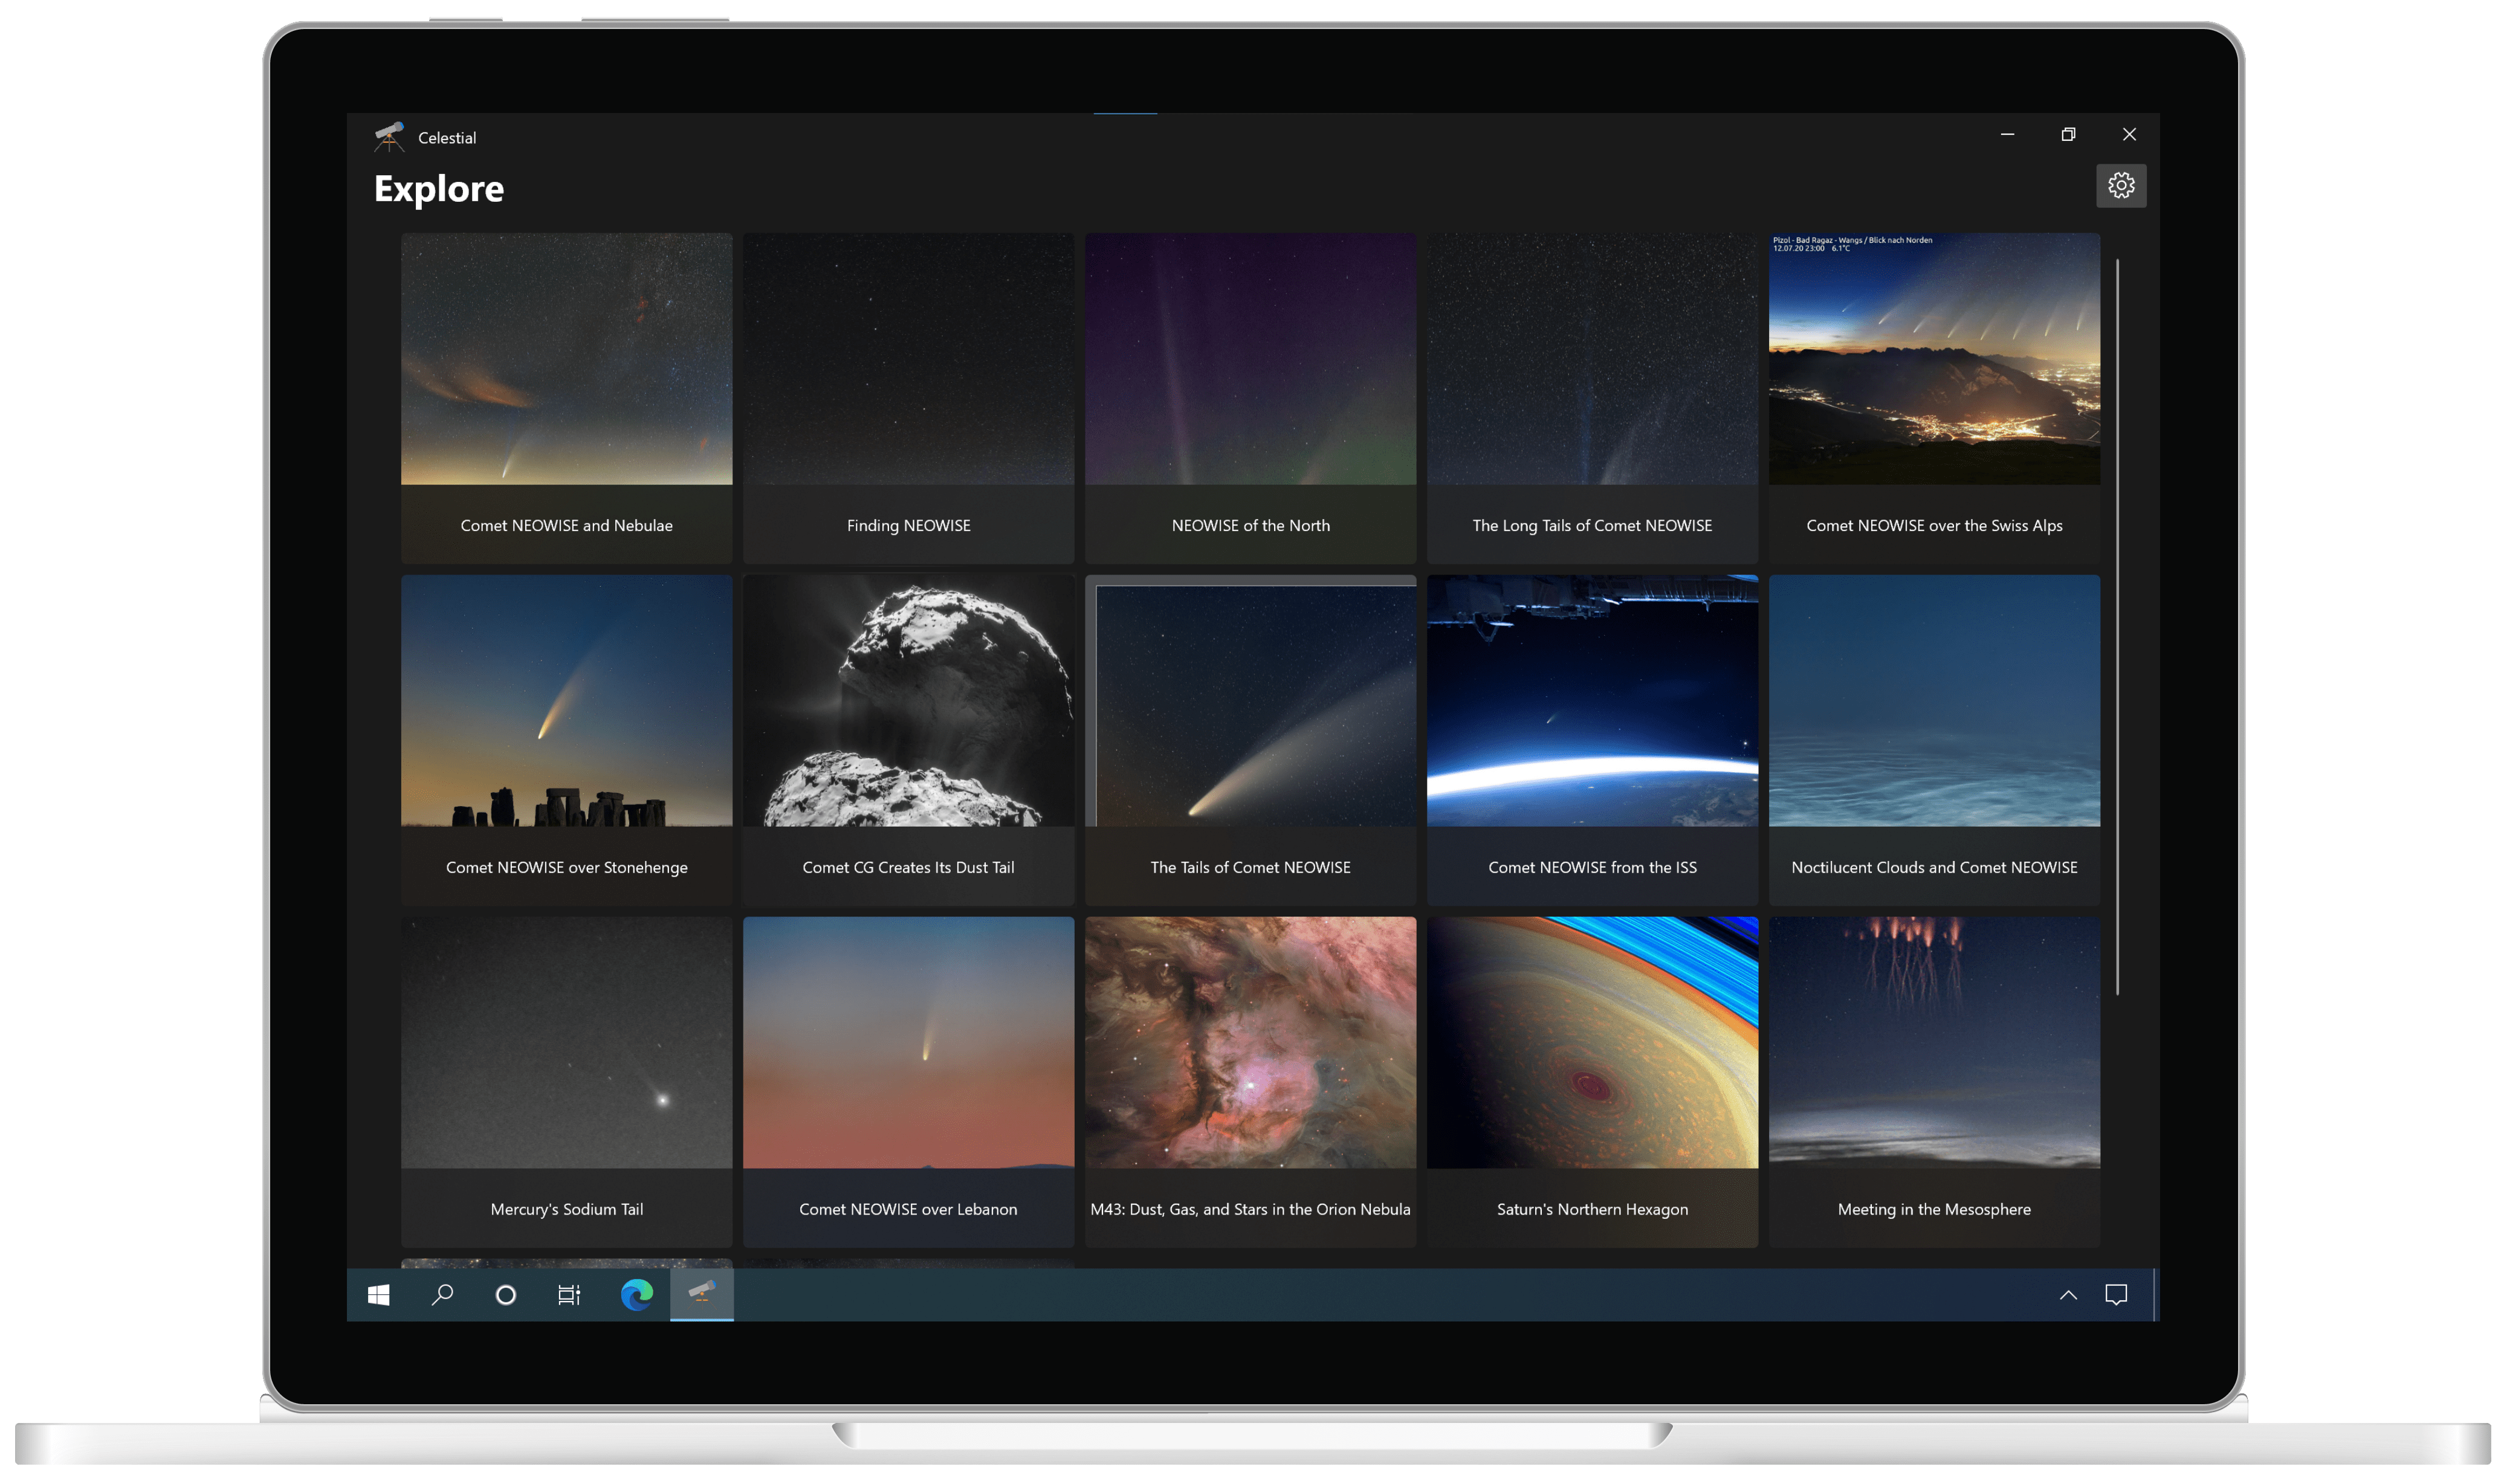 Celestial
Explore
Pizol - Bad Ragaz - Wangs / Blick nach Norden
12.07.20 23:00 6.1°C
Comet NEOWISE and Nebulae
Finding NEOWISE
NEOWISE of the North
The Long Tails of Comet NEOWISE
Comet NEOWISE over the Swiss Alps
Comet NEOWISE over Stonehenge
Comet CG Creates Its Dust Tail
The Tails of Comet NEOWISE
Comet NEOWISE from the ISS
Noctilucent Clouds and Comet NEOWISE
Mercury's Sodium Tail
Comet NEOWISE over Lebanon
M43: Dust, Gas, and Stars in the Orion Nebula
Saturn's Northern Hexagon
Meeting in the Mesosphere